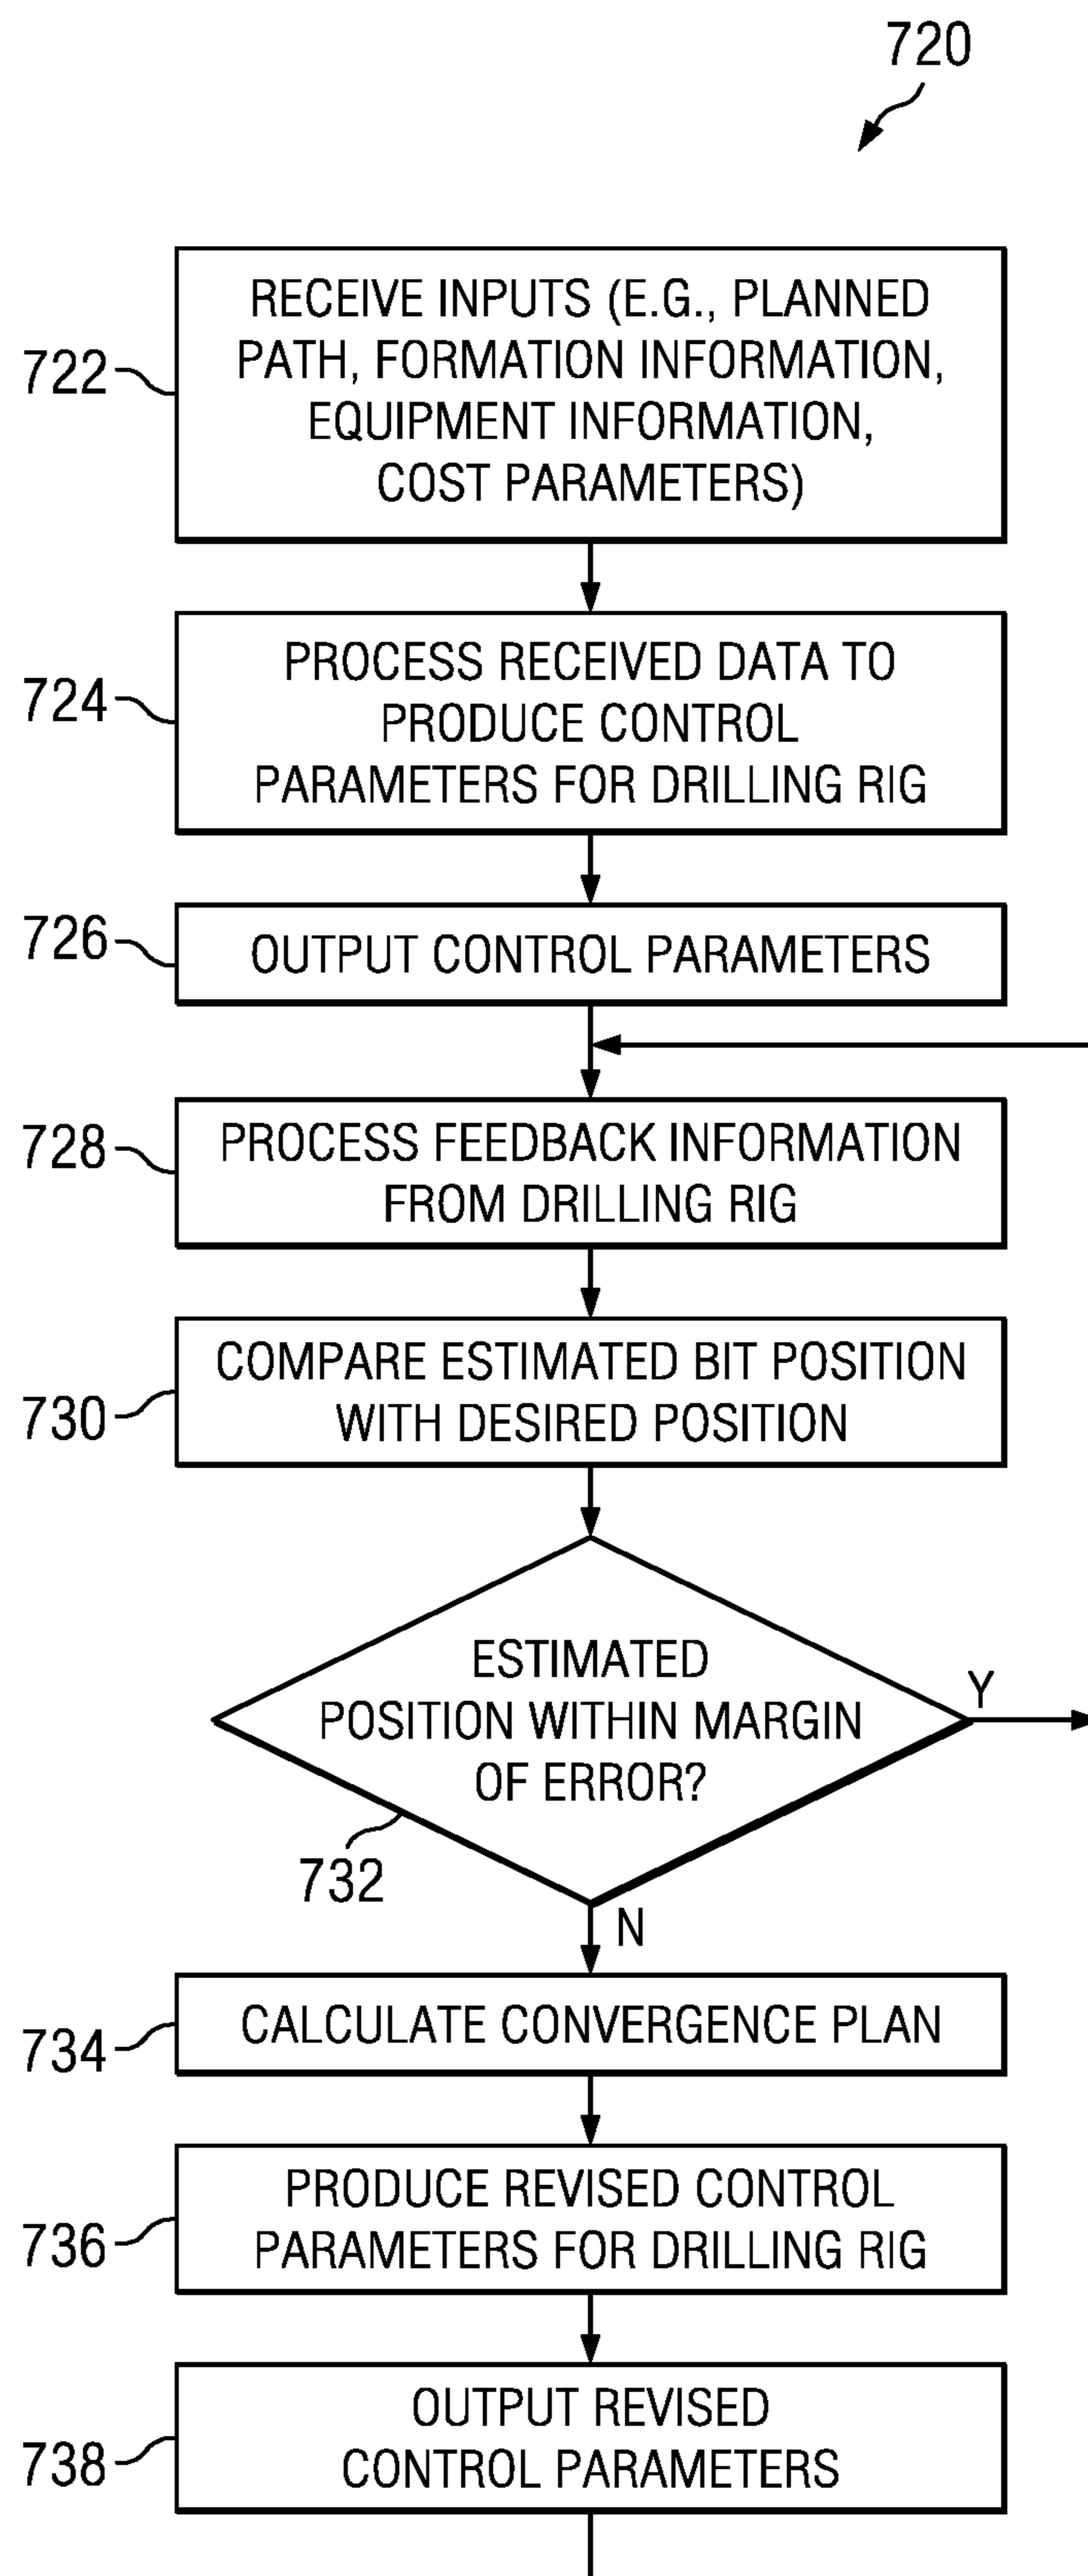 720
722
RECEIVE INPUTS (E.G., PLANNED
PATH, FORMATION INFORMATION,
EQUIPMENT INFORMATION,
COST PARAMETERS)
724
PROCESS RECEIVED DATA TO
PRODUCE CONTROL
PARAMETERS FOR DRILLING RIG
726
OUTPUT CONTROL PARAMETERS
728
PROCESS FEEDBACK INFORMATION
FROM DRILLING RIG
730
COMPARE ESTIMATED BIT POSITION
WITH DESIRED POSITION
ESTIMATED
POSITION WITHIN MARGIN
OF ERROR?
Y
732
N
734
CALCULATE CONVERGENCE PLAN
736
PRODUCE REVISED CONTROL
PARAMETERS FOR DRILLING RIG
738
OUTPUT REVISED
CONTROL PARAMETERS